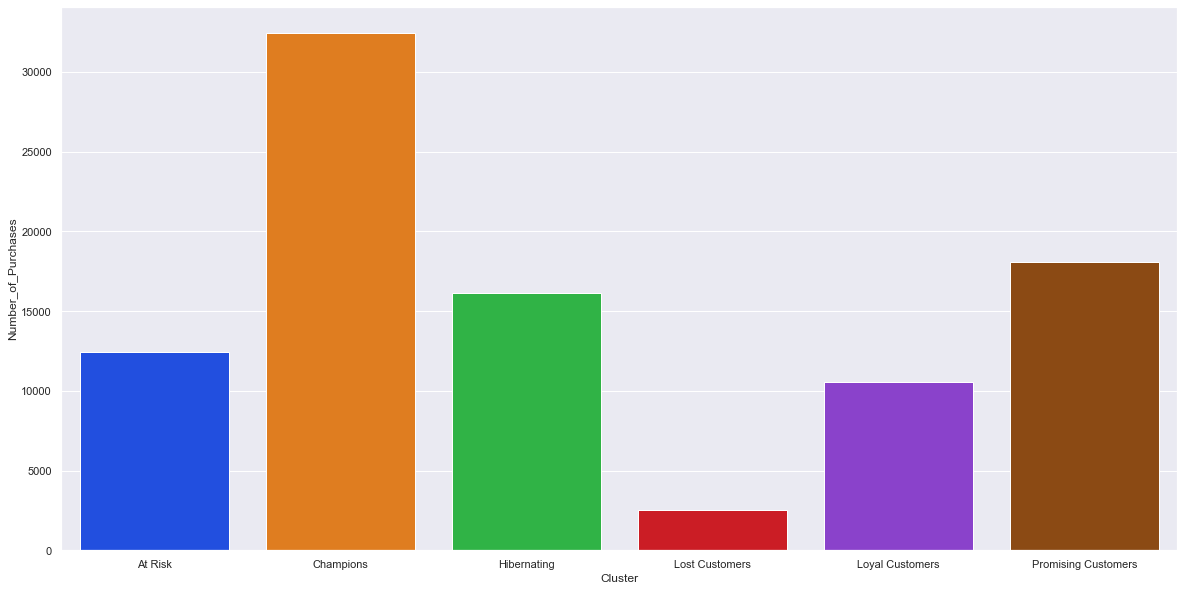 Number_of_Purchases
30000
25000
20000
15000
10000
5000
0
At Risk
Champions
Hibernating
Lost Customers
Loyal Customers
Promising Customers
Cluster